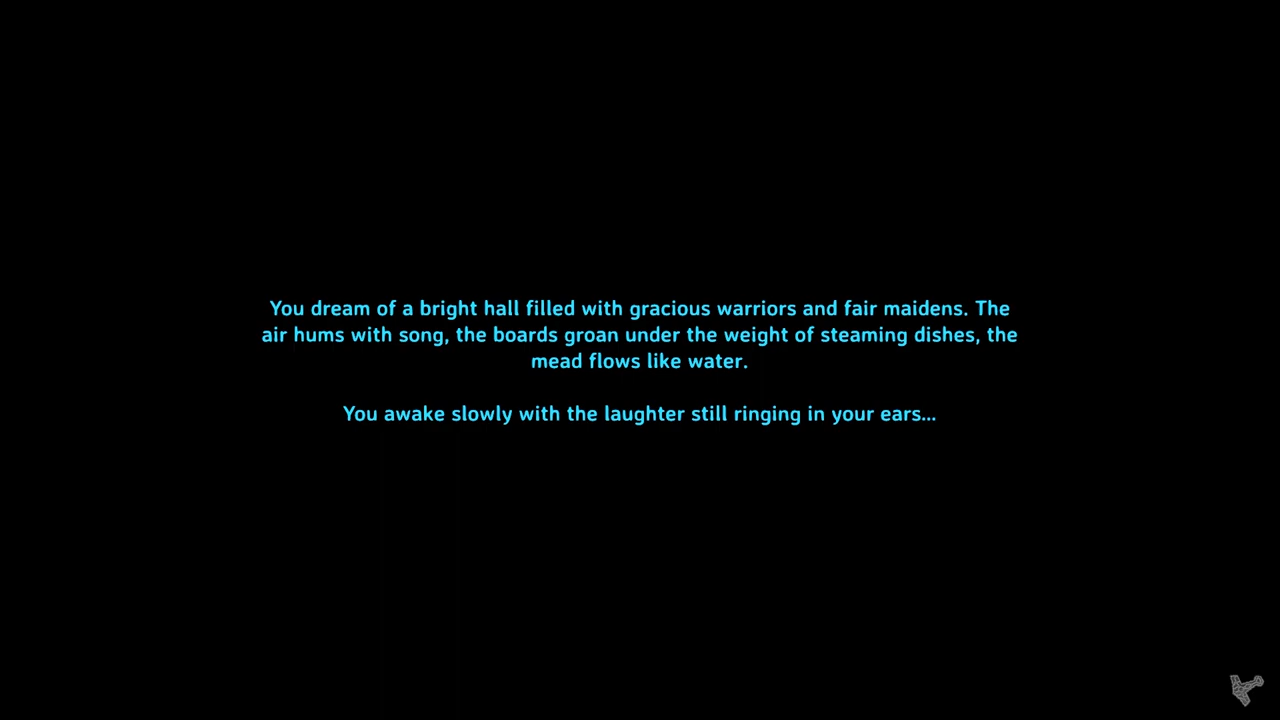 You dream of a bright hall filled with gracious warriors and fair maidens. The
air hums with song, the boards groan under the weight of steaming dishes, the
mead flows like water.
You awake slowly with the laughter still ringing in your ears...